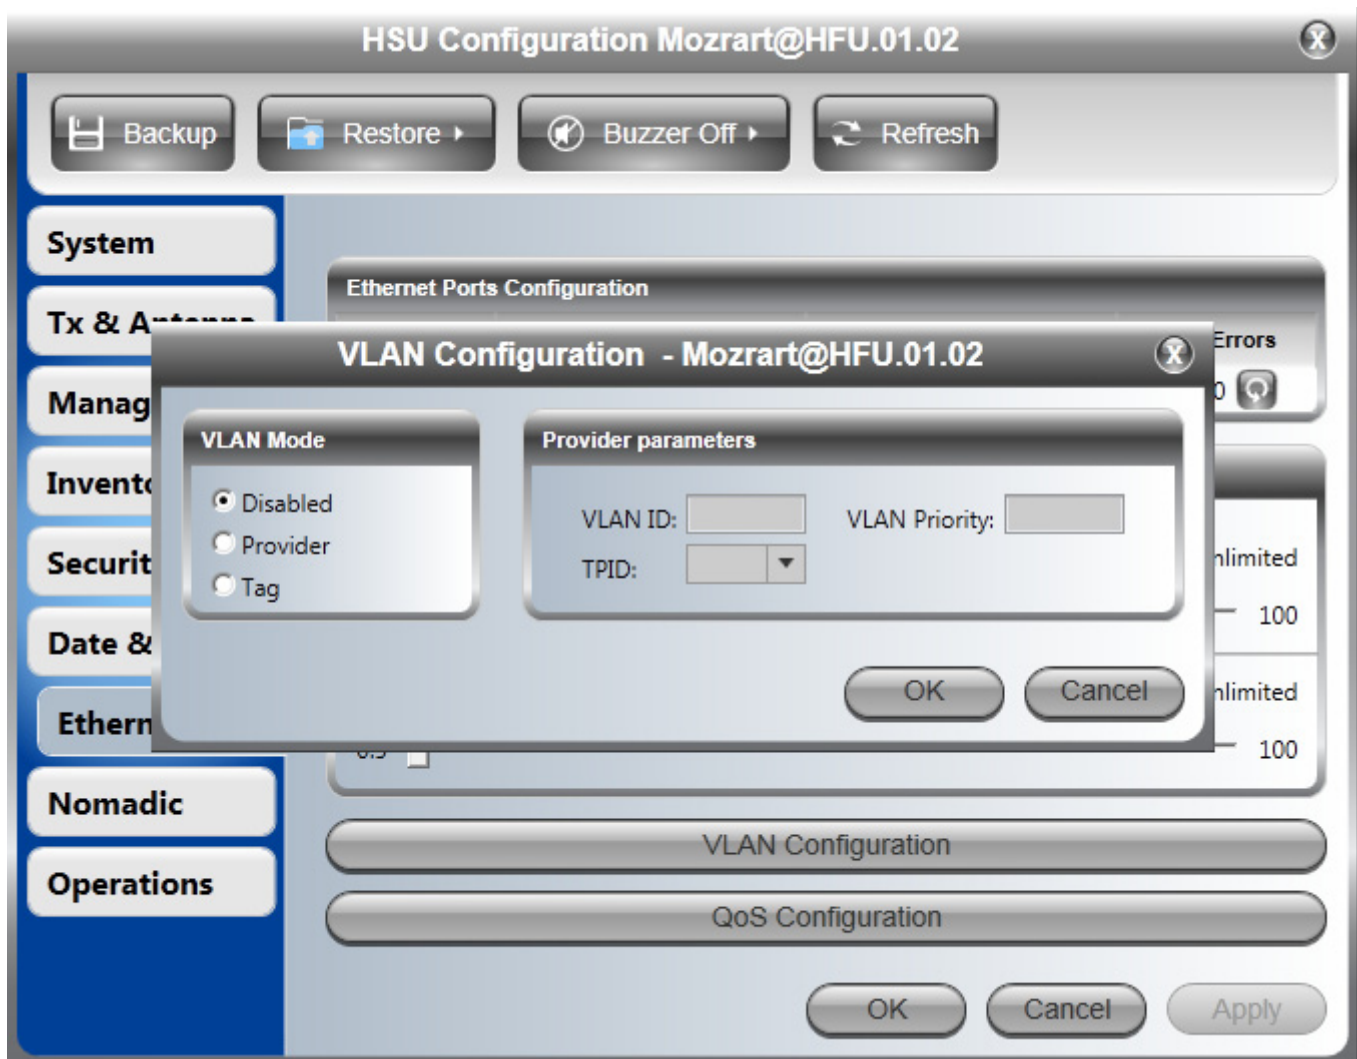 HSU Configuration Mozrart@HFU.01.02
Backup Restore Buzzer Off Refresh
System
Ethernet Ports Configuration
Errors
0
VLAN Configuration - Mozrart@HFU.01.02
Manag
VLAN Mode Provider parameters
Disabled
Provider
Tag
VLAN ID: VLAN Priority:
TPID:
Invento
Securit
Date &
Ethern
nlimited
100
OK Cancel
nlimited
100
Nomadic
Operations
VLAN Configuration
QoS Configuration
OK Cancel Apply